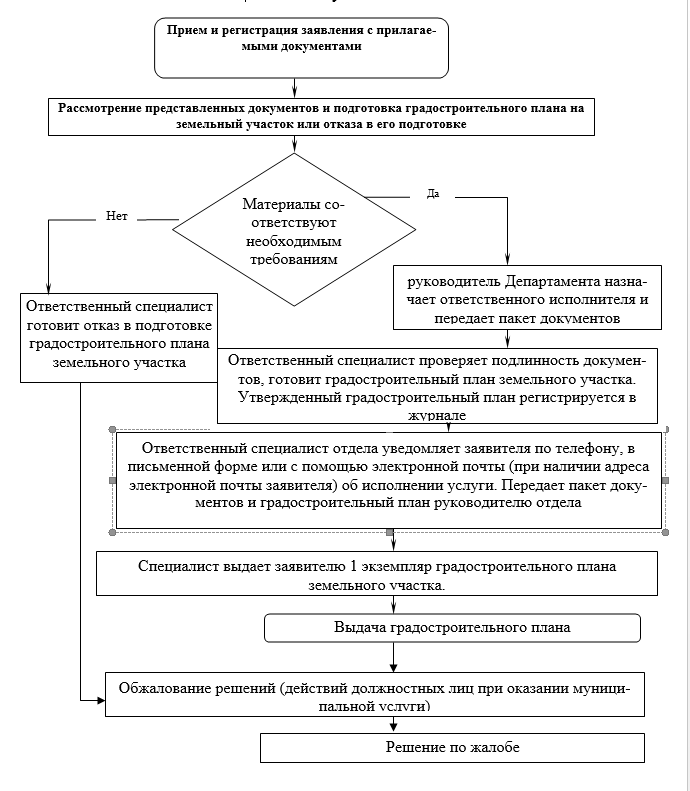 Прием и регистрация заявления с прилагае-
мыми документами
Рассмотрение представленных документов и подготовка градостроительного плана на
земельный участок или отказа в его подготовке
Материалы со-
ответствуют
необходимым
требованиям
Нет
Да
Ответственный специалист
готовит отказ в подготовке
градостроительного плана
земельного участка
руководитель Департамента назна-
чает ответственного исполнителя и
передает пакет документов
Ответственный специалист проверяет подлинность докумен-
тов, готовит градостроительный план земельного участка.
Утвержденный градостроительный план регистрируется в
журнале
Ответственный специалист отдела уведомляет заявителя по телефону, в
письменной форме или с помощью электронной почты (при наличии адреса
электронной почты заявителя) об исполнении услуги. Передает пакет доку-
ментов и градостроительный план руководителю отдела
Специалист выдает заявителю 1 экземпляр градостроительного плана
земельного участка.
Выдача градостроительного плана
Обжалование решений (действий должностных лиц при оказании муници-
пальной услуги)
Решение по жалобе